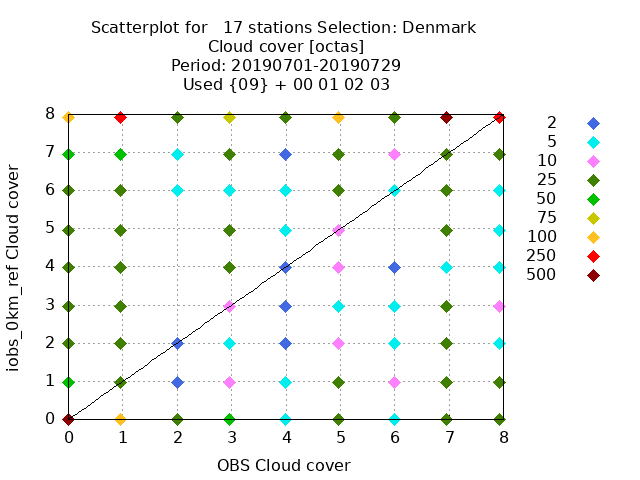 Scatterplot for   17 stations Selection: Denmark
Cloud cover [octas]
Period: 20190701-20190729
Used {09} + 00 01 02 03
iobs_0km_ref Cloud cover
8
7
6
5
4
3
2
1
0
0 1 2 3 4 5 6 7 8
OBS Cloud cover
2
5
10
25
50
75
100
250
500